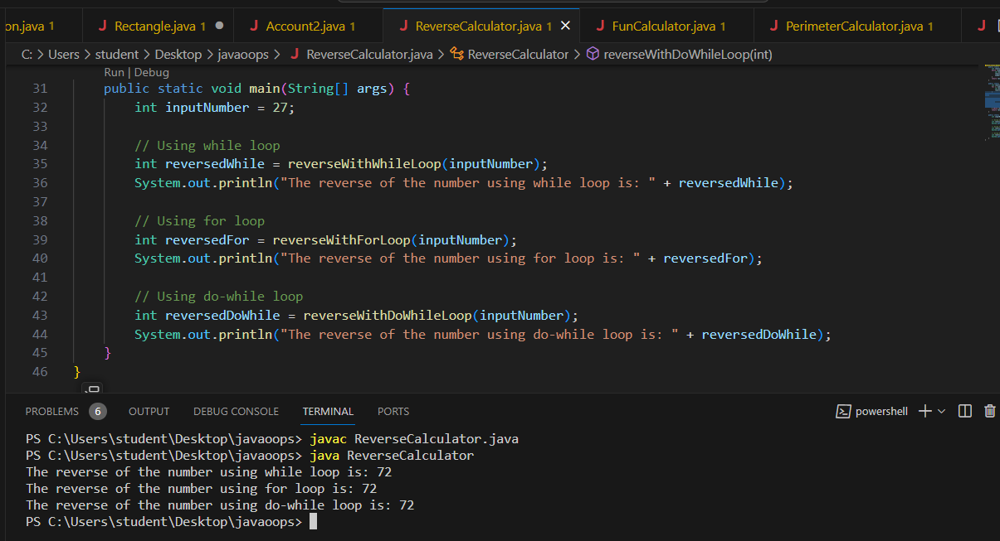 on.java 1 Rectangle.java 1 Account2.java 1 ReverseCalculator.java 1 FunCalculator.java 1 PerimeterCalculator.java 1
C: > Users > student > Desktop > javaoops > ReverseCalculator.java > ReverseCalculator > reverseWithDoWhileLoop(int)
Run | Debug
31 public static void main(String[] args) {
32 int inputNumber = 27;
33
34 // Using while loop
35 int reversedWhile = reverseWithWhileLoop(inputNumber);
36 System.out.println("The reverse of the number using while loop is: " + reversedWhile);
37
38 // Using for loop
39 int reversedFor = reverseWithForLoop(inputNumber);
40 System.out.println("The reverse of the number using for loop is: " + reversedFor);
41
42 // Using do-while loop
43 int reversedDoWhile = reverseWithDoWhileLoop(inputNumber);
44 System.out.println("The reverse of the number using do-while loop is: " + reversedDoWhile);
45 }
46 }
PROBLEMS 6 OUTPUT DEBUG CONSOLE TERMINAL PORTS powershell
PS C:\Users\student\Desktop\javaoops> javac ReverseCalculator.java
PS C:\Users\student\Desktop\javaoops> java ReverseCalculator
The reverse of the number using while loop is: 72
The reverse of the number using for loop is: 72
The reverse of the number using do-while loop is: 72
PS C:\Users\student\Desktop\javaoops>